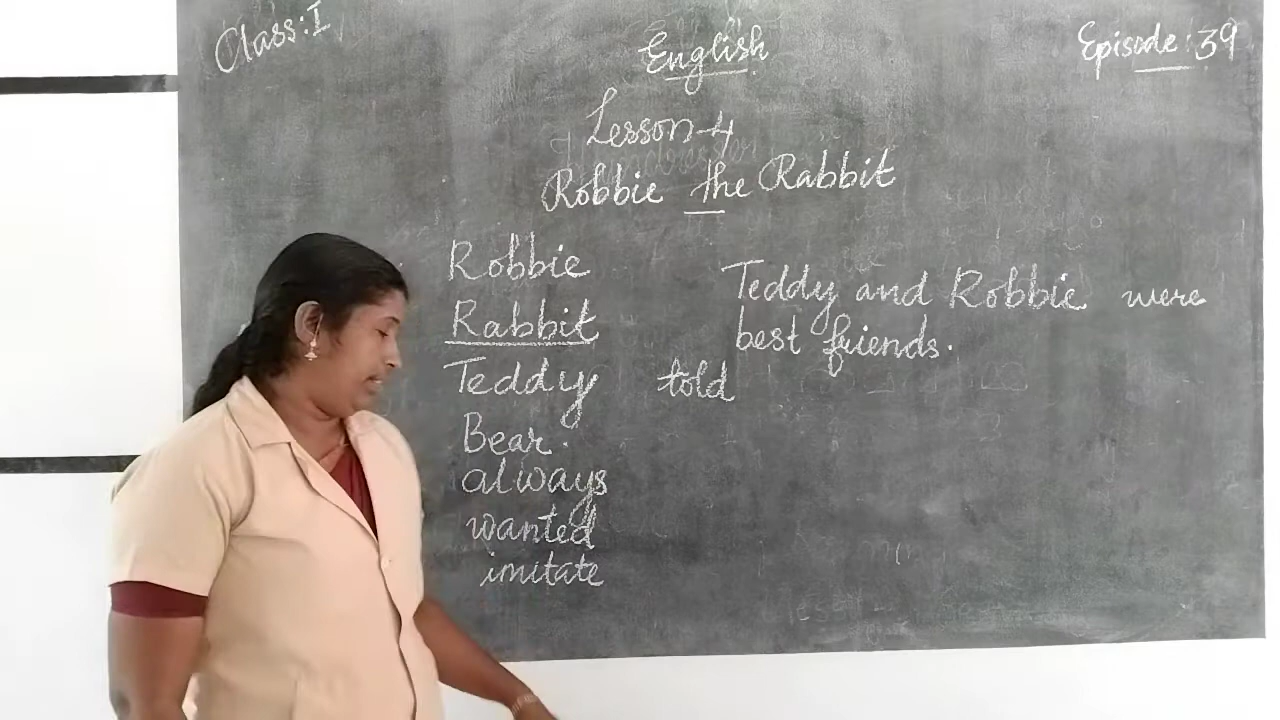 Class: I
English
Episode: 39
Lesson-4
Robbie the Rabbit
Robbie
Rabbit
Teddy
Bear.
always
wanted
imitate
told
Teddy and Robbie were
best friends.